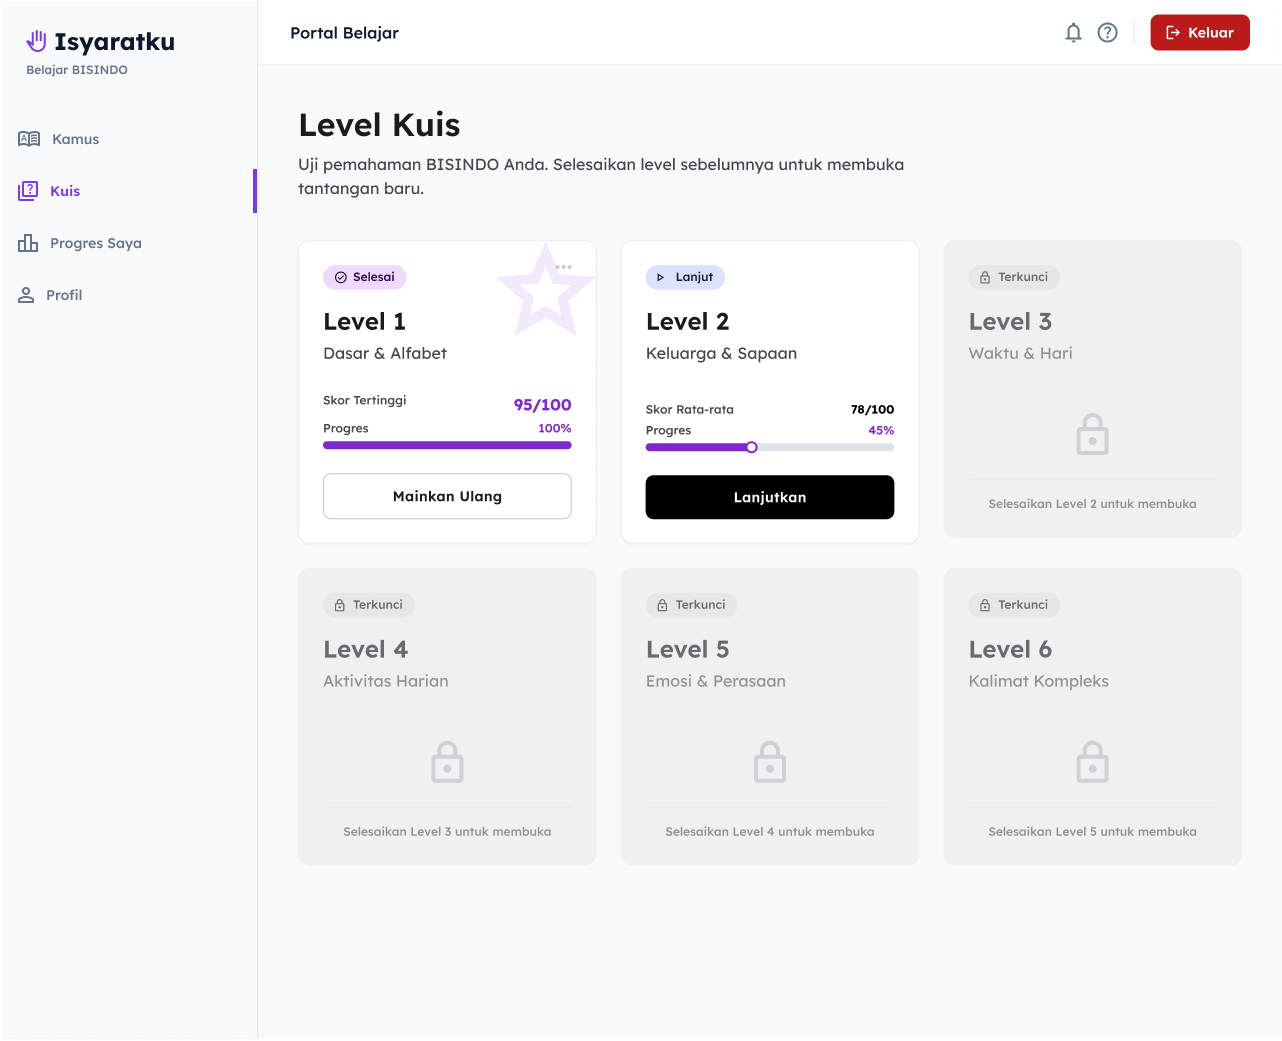 Isyaratku
Belajar BISINDO
Kamus
Kuis
Progres Saya
Profil
Portal Belajar
Keluar
Level Kuis
Uji pemahaman BISINDO Anda. Selesaikan level sebelumnya untuk membuka
tantangan baru.
Selesai
Level 1
Dasar & Alfabet
Skor Tertinggi 95/100
Progres 100%
Mainkan Ulang
Lanjut
Level 2
Keluarga & Sapaan
Skor Rata-rata 78/100
Progres 45%
Lanjutkan
Terkunci
Level 3
Waktu & Hari
Selesaikan Level 2 untuk membuka
Terkunci
Level 4
Aktivitas Harian
Selesaikan Level 3 untuk membuka
Terkunci
Level 5
Emosi & Perasaan
Selesaikan Level 4 untuk membuka
Terkunci
Level 6
Kalimat Kompleks
Selesaikan Level 5 untuk membuka